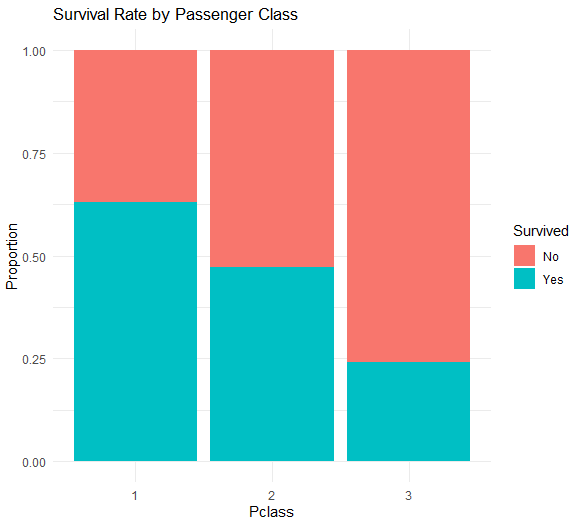 Survival Rate by Passenger Class
1.00
0.75
0.50
0.25
0.00
Proportion
1 2 3
Pclass
Survived
No
Yes